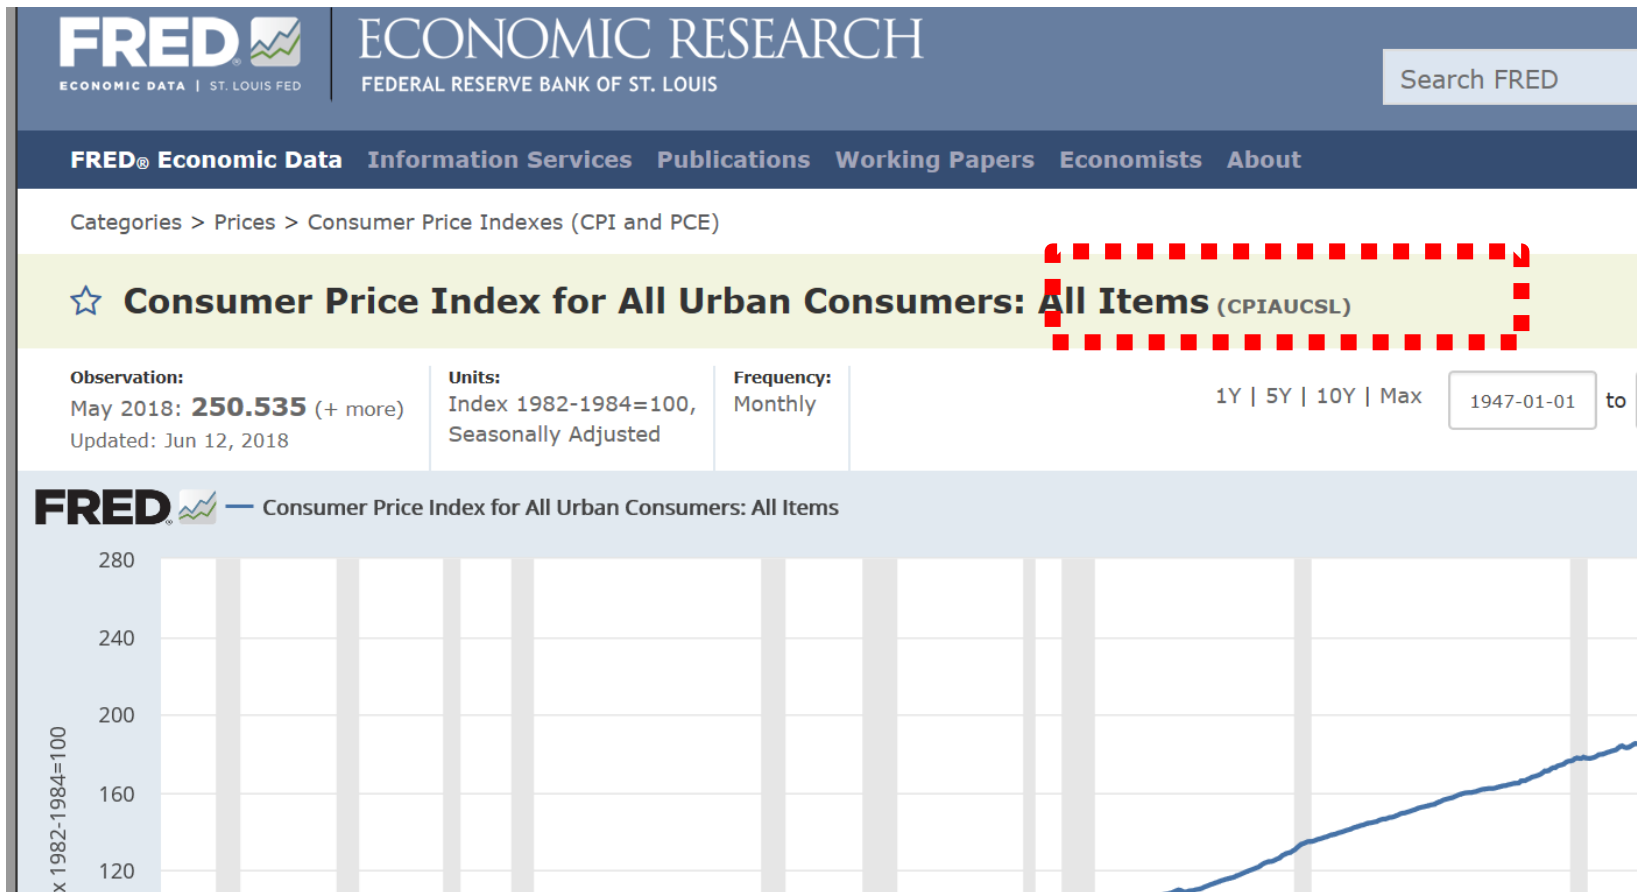 FRED® ECONOMIC RESEARCH
ECONOMIC DATA | ST. LOUIS FED FEDERAL RESERVE BANK OF ST. LOUIS
Search FRED
FRED® Economic Data Information Services Publications Working Papers Economists About
Categories > Prices > Consumer Price Indexes (CPI and PCE)
☆ Consumer Price Index for All Urban Consumers: All Items (CPIAUCSL)
Observation:
May 2018: 250.535 (+ more)
Updated: Jun 12, 2018
Units:
Index 1982-1984=100,
Seasonally Adjusted
Frequency:
Monthly
1Y | 5Y | 10Y | Max 1947-01-01 to
FRED® — Consumer Price Index for All Urban Consumers: All Items
280
240
200
160
120
x 1982-1984=100